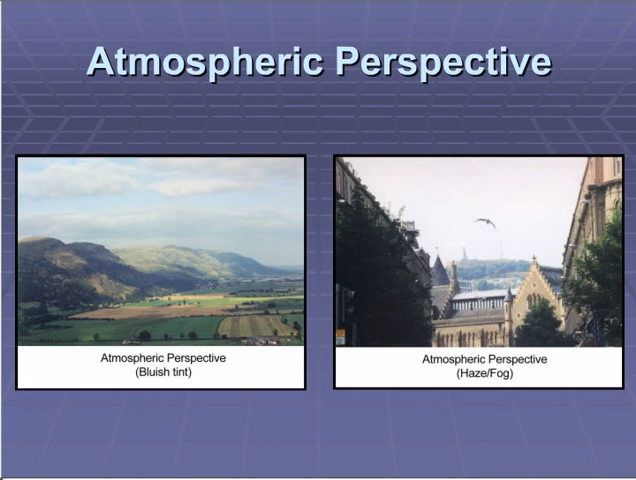 Atmospheric Perspective
Atmospheric Perspective
(Bluish tint)
Atmospheric Perspective
(Haze/Fog)